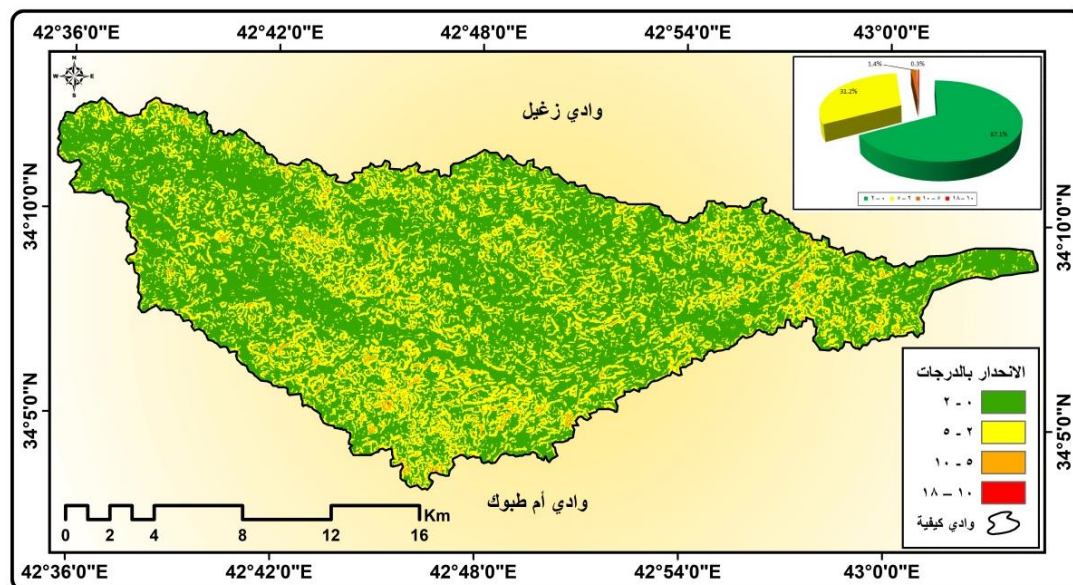 42°36'0"E 42°42'0"E 42°48'0"E 42°54'0"E 43°0'0"E
N
W E
S
1.4% 0.3%
31.2%
67.1%
وادي زغيل
٠ - ٢
34°10'0"N
34°10'0"N
34°5'0"N
34°5'0"N
الانحدار بالدرجات
٠ - ٢
٢ - ٥
٥ - ١٠
١٠ – ١٨
وادي كيفية
وادي أم طبوك
Km
0 2 4 8 12 16
42°36'0"E 42°42'0"E 42°48'0"E 42°54'0"E 43°0'0"E